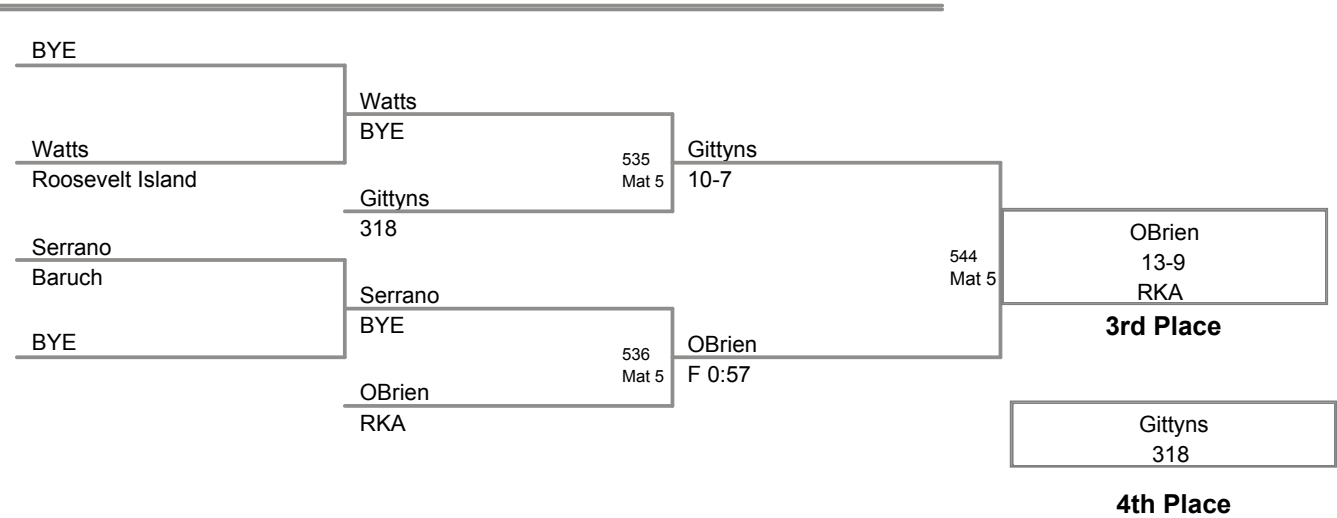 BYE
Watts
BYE
Watts
Roosevelt Island
535
Mat 5
Gittyns
10-7
Gittyns
318
Serrano
Baruch
Serrano
BYE
BYE
536
Mat 5
OBrien
F 0:57
OBrien
RKA
544
Mat 5
OBrien
13-9
RKA
3rd Place
Gittyns
318
4th Place